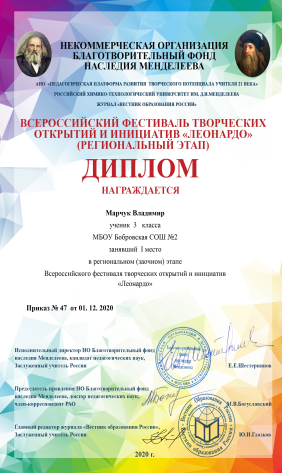 НЕКОММЕРЧЕСКАЯ ОРГАНИЗАЦИЯ
БЛАГОТВОРИТЕЛЬНЫЙ ФОНД
НАСЛЕДИЯ МЕНДЕЛЕЕВА
АНО «ПЕДАГОГИЧЕСКАЯ ПЛАТФОРМА РАЗВИТИЯ ТВОРЧЕСКОГО ПОТЕНЦИАЛА УЧИТЕЛЯ 21 ВЕКА»
РОССИЙСКИЙ ХИМИКО-ТЕХНОЛОГИЧЕСКИЙ УНИВЕРСИТЕТ ИМ. Д.И.МЕНДЕЛЕЕВА
ЖУРНАЛ «ВЕСТНИК ОБРАЗОВАНИЯ РОССИИ»
ВСЕРОССИЙСКИЙ ФЕСТИВАЛЬ ТВОРЧЕСКИХ
ОТКРЫТИЙ И ИНИЦИАТИВ «ЛЕОНАРДО»
(РЕГИОНАЛЬНЫЙ ЭТАП)
ДИПЛОМ
НАГРАЖДАЕТСЯ
Марчук Владимир
ученик 3 класса
МБОУ Бобровская СОШ №2
занявший I место
в региональном (заочном) этапе
Всероссийского фестиваля творческих открытий и инициатив
«Леонардо»
Приказ № 47 от 01. 12. 2020
Исполнительный директор НО Благотворительный фонд
наследия Менделеева, кандидат педагогических наук,
Заслуженный учитель России
Е.Е.Шестернинов
Председатель правления НО Благотворительный фонд
наследия Менделеева, доктор педагогических наук,
член-корреспондент РАО
М.В.Богуславский
Главный редактор журнала «Вестник образования России»,
Заслуженный учитель России
Ю.И.Глазков
2020 г.